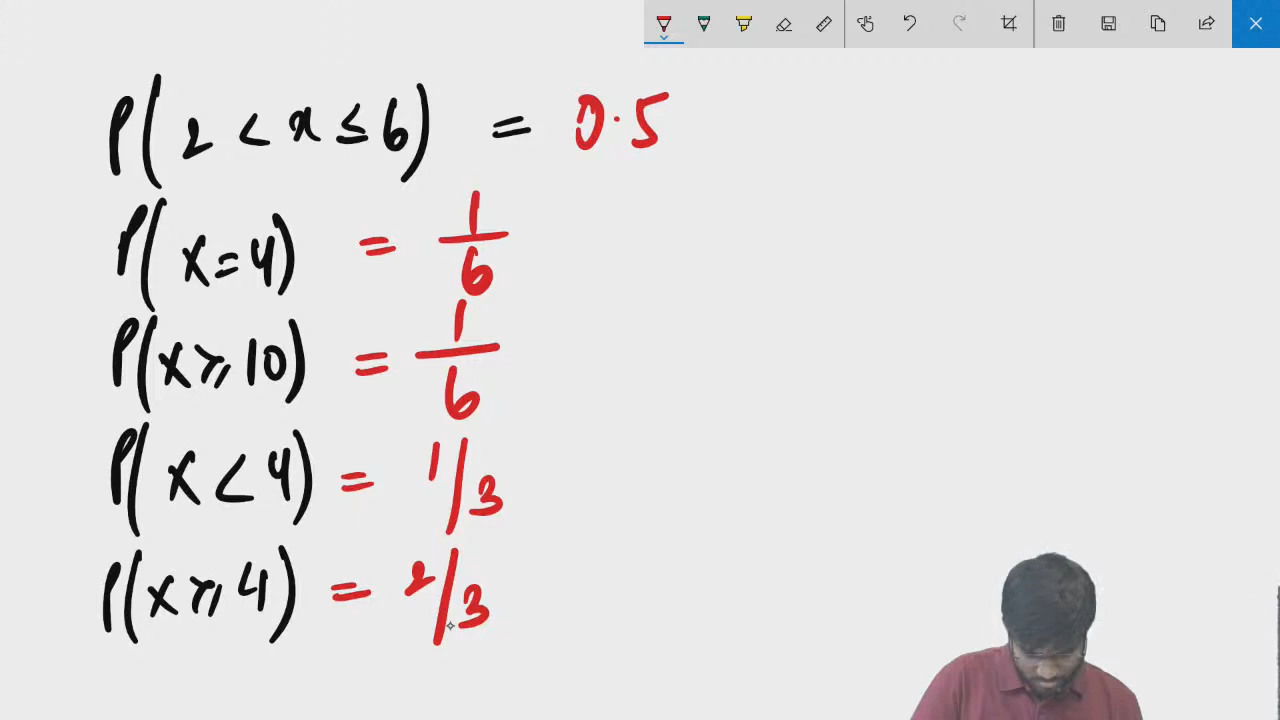 P(2 < x ≤ 6) = 0.5
P(x=4) = 1/6
P(x ≥ 10) = 1/6
P(x < 4) = 1/3
P(x ≥ 4) = 2/3